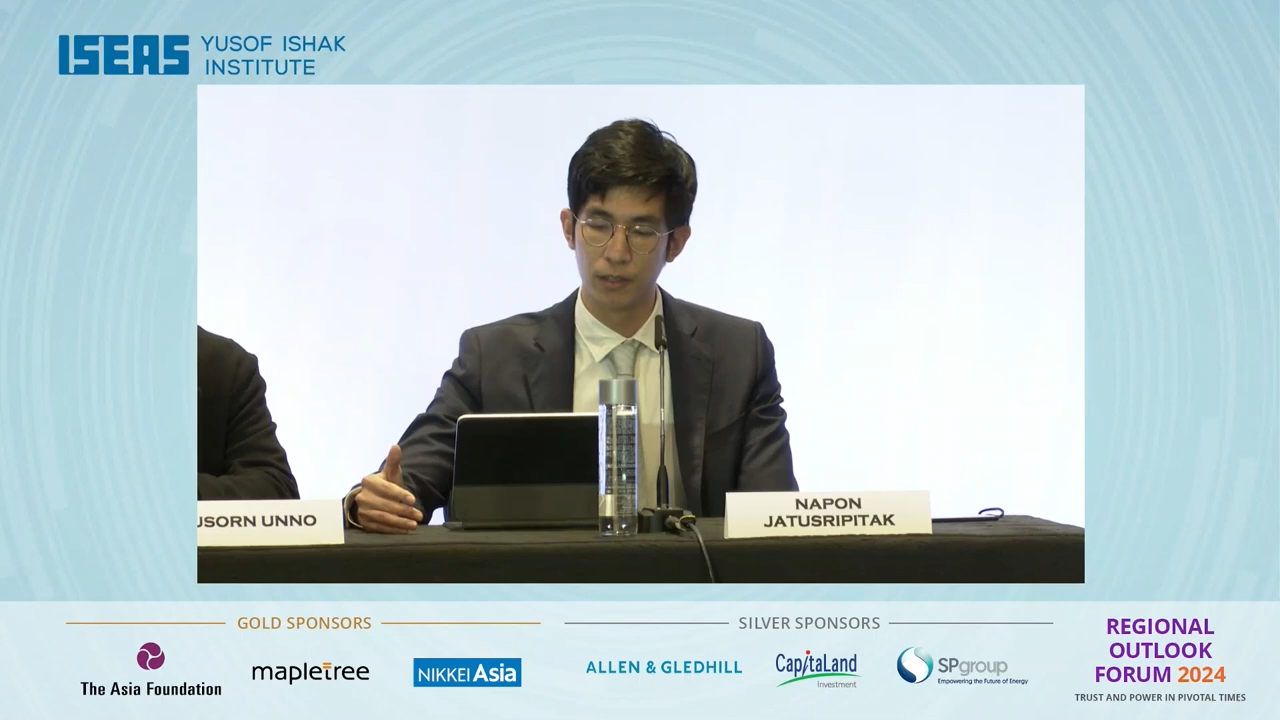 ISEAS YUSOF ISHAK
INSTITUTE
USORN UNNO
NAPON
JATUSRIPITAK
GOLD SPONSORS
SILVER SPONSORS
The Asia Foundation
mapletree
NIKKEI Asia
ALLEN & GLEDHILL
CapitaLand
Investment
SPgroup
Empowering the Future of Energy
REGIONAL
OUTLOOK
FORUM 2024
TRUST AND POWER IN PIVOTAL TIMES